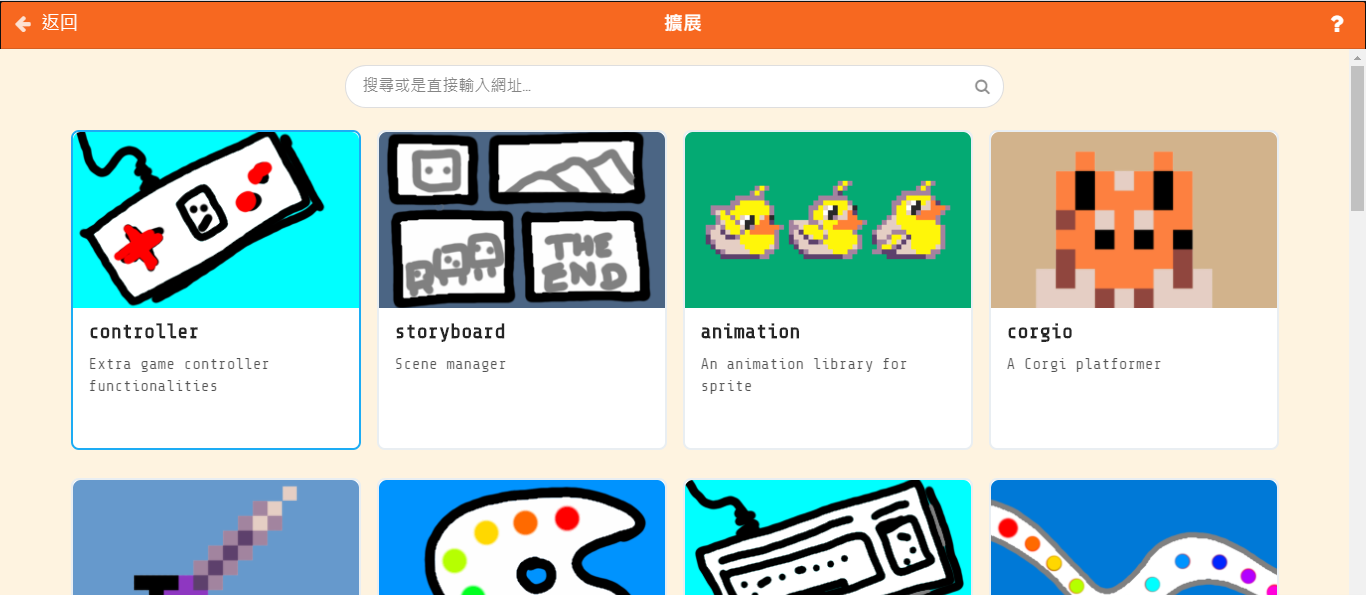 返回
擴展
?
搜尋或是直接輸入網址...
THE
END
controller
Extra game controller
functionalities
storyboard
Scene manager
animation
An animation library for
sprite
corgio
A Corgi platformer